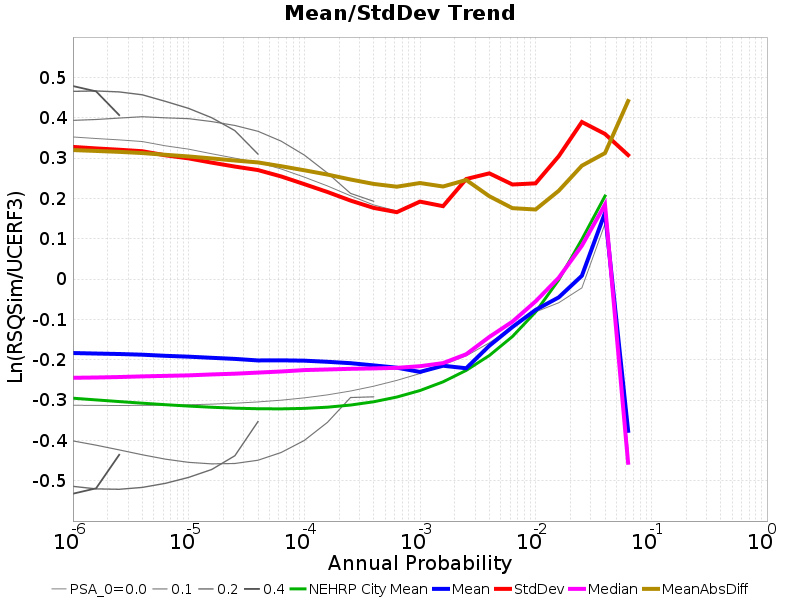 Mean/StdDev Trend
Ln(RSQSim/UCERF3)
0.5
0.4
0.3
0.2
0.1
0
-0.1
-0.2
-0.3
-0.4
-0.5
10-6 10-5 10-4 10-3 10-2 10-1 100
Annual Probability
PSA_0=0.0 0.1 0.2 0.4 NEHRP City Mean Mean StdDev Median MeanAbsDiff